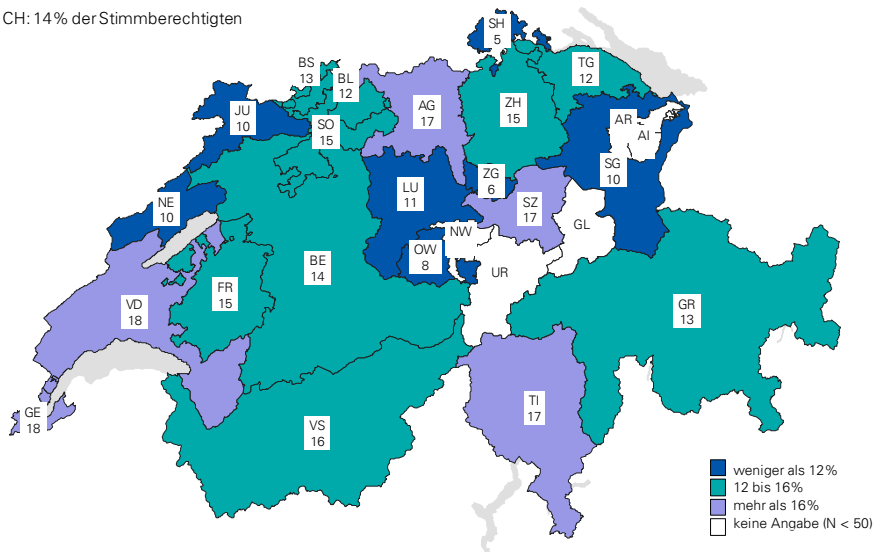 CH: 14% der Stimmberechtigten
SH
5
BS
13
BL
12
TG
12
JU
10
AG
17
ZH
15
SO
15
AR
AI
SG
10
ZG
6
LU
11
NE
10
SZ
17
GL
NW
OW
8
BE
14
UR
FR
15
VD
18
GR
13
TI
17
GE
18
VS
16
weniger als 12%
12 bis 16%
mehr als 16%
keine Angabe (N < 50)